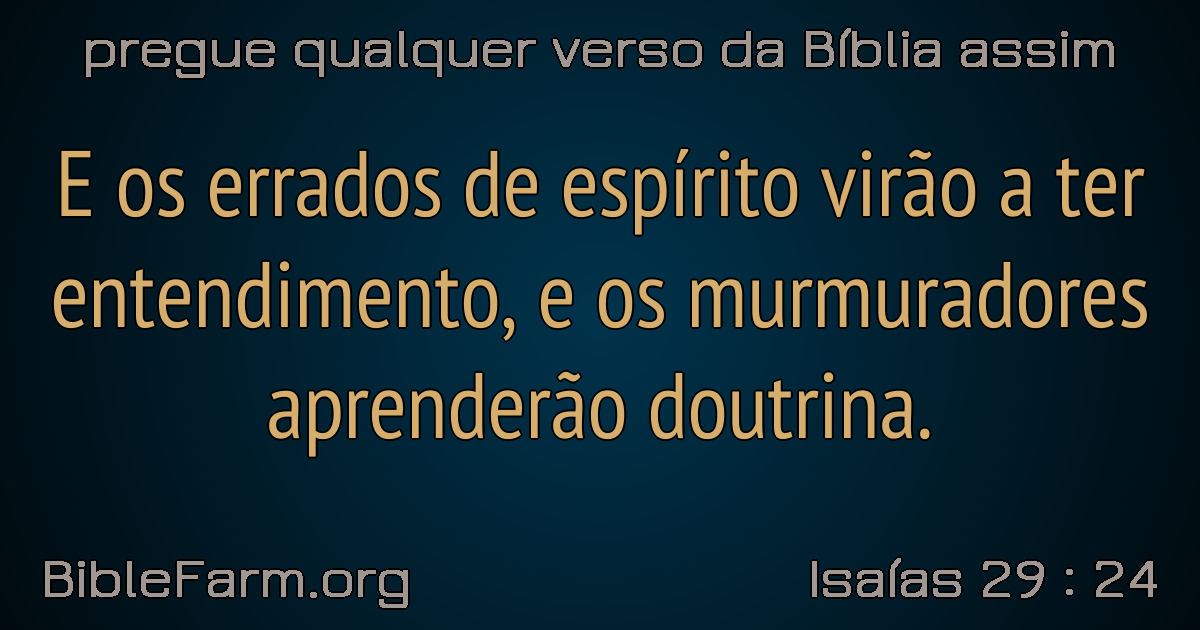 pregue qualquer verso da Bíblia assim
E os errados de espírito virão a ter
entendimento, e os murmuradores
aprenderão doutrina.
BibleFarm.org
Isaías 29 : 24